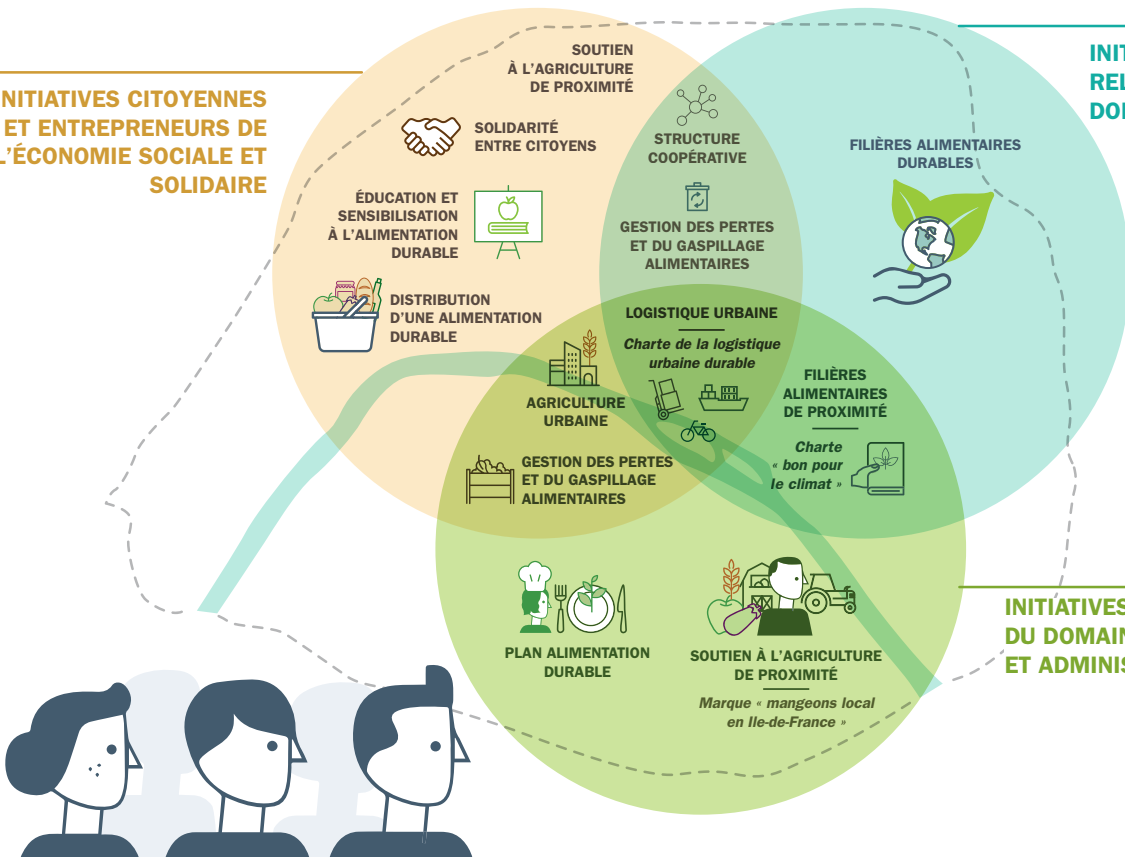 INITIATIVES CITOYENNES
ET ENTREPRENEURS DE
L'ÉCONOMIE SOCIALE ET
SOLIDAIRE
SOUTIEN
À L'AGRICULTURE
DE PROXIMITÉ
SOLIDARITÉ
ENTRE CITOYENS
ÉDUCATION ET
SENSIBILISATION
À L'ALIMENTATION
DURABLE
DISTRIBUTION
D'UNE ALIMENTATION
DURABLE
STRUCTURE
COOPÉRATIVE
GESTION DES PERTES
ET DU GASPILLAGE
ALIMENTAIRES
FILIÈRES ALIMENTAIRES
DURABLES
LOGISTIQUE URBAINE
Charte de la logistique
urbaine durable
AGRICULTURE
URBAINE
GESTION DES PERTES
ET DU GASPILLAGE
ALIMENTAIRES
FILIÈRES
ALIMENTAIRES
DE PROXIMITÉ
Charte
« bon pour
le climat »
INITIATIVES
DU
ET
PLAN ALIMENTATION
DURABLE
SOUTIEN À L'AGRICULTURE
DE PROXIMITÉ
Marque « mangeons local
en Ile-de-France »